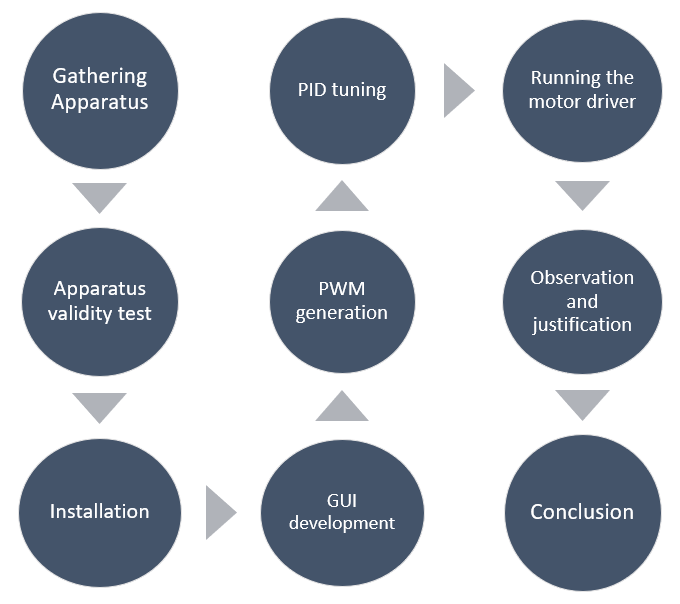 Gathering
Apparatus
Apparatus
validity test
Installation
GUI
development
PWM
generation
PID tuning
Running the
motor driver
Observation
and
justification
Conclusion